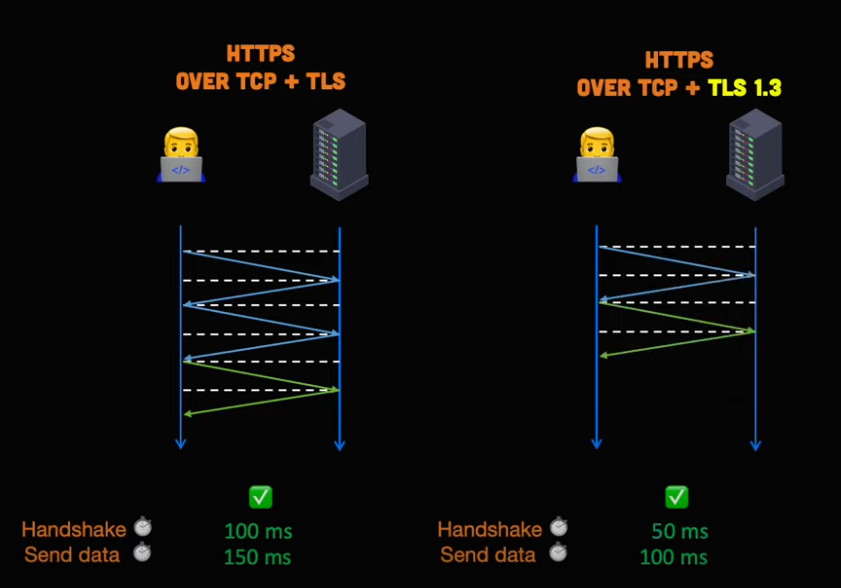 HTTPS
OVER TCP + TLS
HTTPS
OVER TCP + TLS 1.3
</>
</>
Handshake 100 ms
Send data 150 ms
Handshake 50 ms
Send data 100 ms